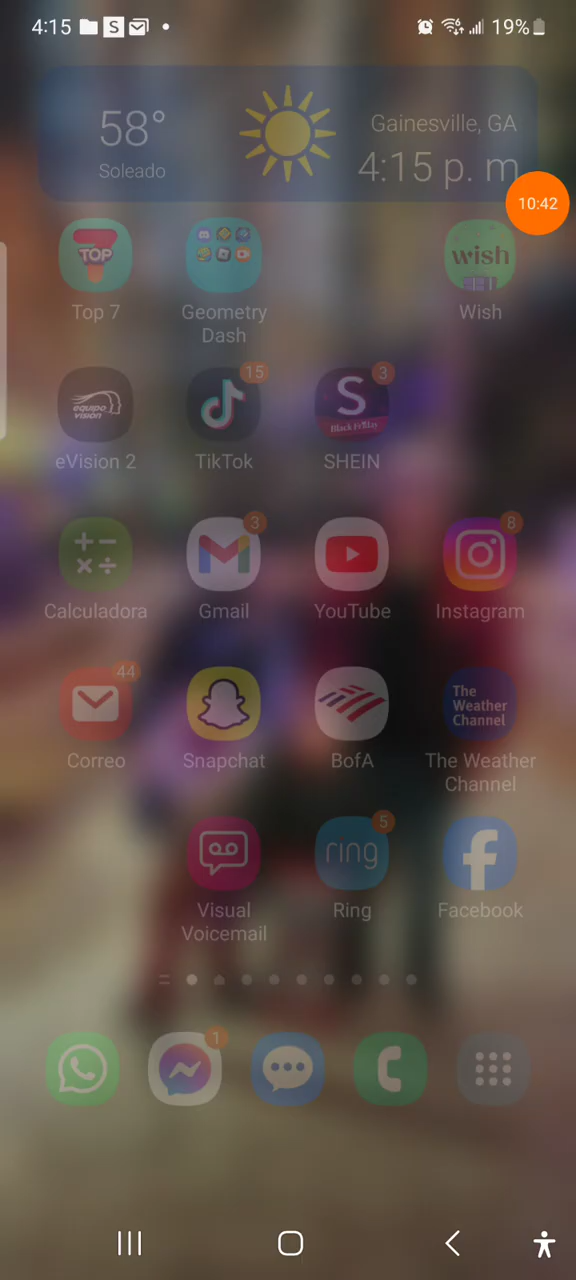 4:15 S 19%
58°
Soleado
Gainesville, GA
4:15 p. m
10:42
TOP
wish
Top 7
Geometry
Dash
Wish
equipo
visión
15
S
3
Black Friday
eVision 2
TikTok
SHEIN
3
8
Calculadora
Gmail
YouTube
Instagram
44
The
Weather
Channel
Correo
Snapchat
BofA
The Weather
Channel
ring
5
Visual
Voicemail
Ring
Facebook
1